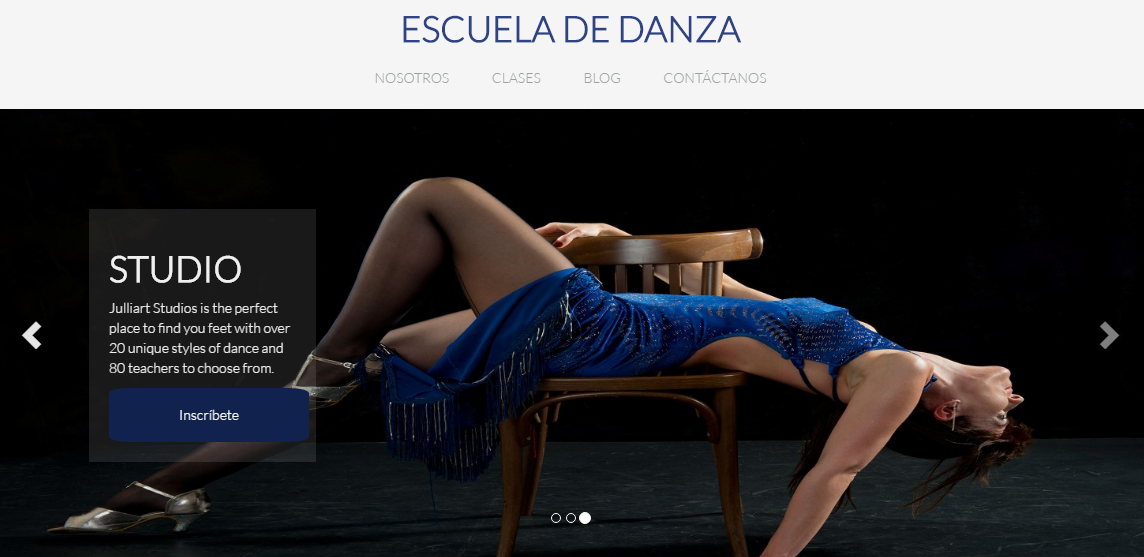 ESCUELA DE DANZA
NOSOTROS CLASES BLOG CONTÁCTANOS
STUDIO
Julliart Studios is the perfect
place to find you feet with over
20 unique styles of dance and
80 teachers to choose from.
Inscríbete